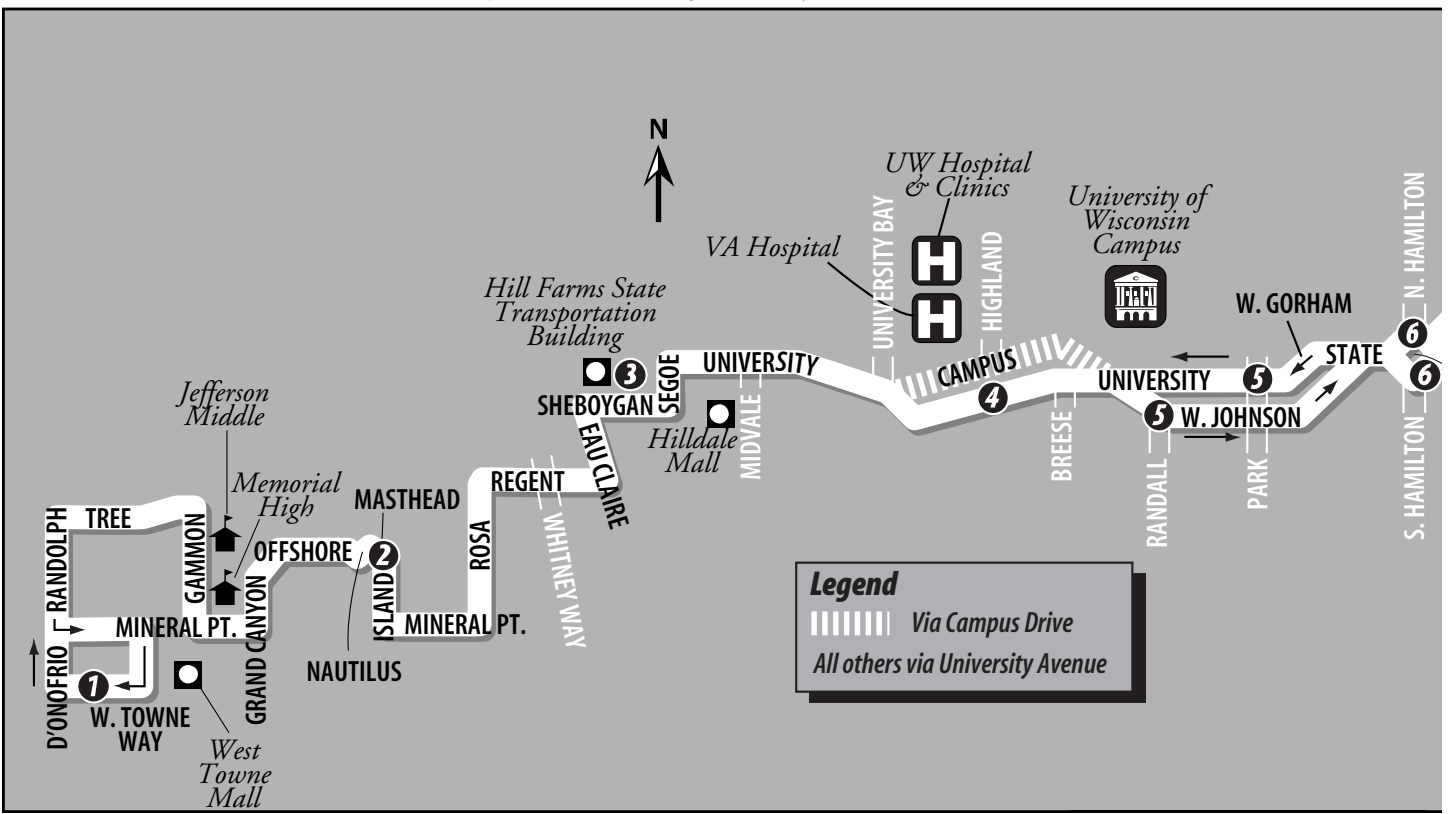 N
UW Hospital
& Clinics
University of
Wisconsin
Campus
VA Hospital
UNIVERSITY BAY
HIGHLAND
N. HAMILTON
Hill Farms State
Transportation
Building
W. GORHAM
6
STATE
6
3
SEGOE
UNIVERSITY
CAMPUS
4
UNIVERSITY
5
5
W. JOHNSON
SHEBOYGAN
Hilldale
Mall
MIDVALE
BREESE
RANDALL
PARK
S. HAMILTON
Jefferson
Middle
Memorial
High
EAU CLAIRE
REGENT
WHITNEY WAY
MASTHEAD
ROSA
TREE
RANDOLPH
GAMMON
OFFSHORE
2
ISLAND
MINERAL PT.
MINERAL PT.
GRAND CANYON
NAUTILUS
D'ONOFRIO
1
W. TOWNE
WAY
West
Towne
Mall
Legend
Via Campus Drive
All others via University Avenue
H
H